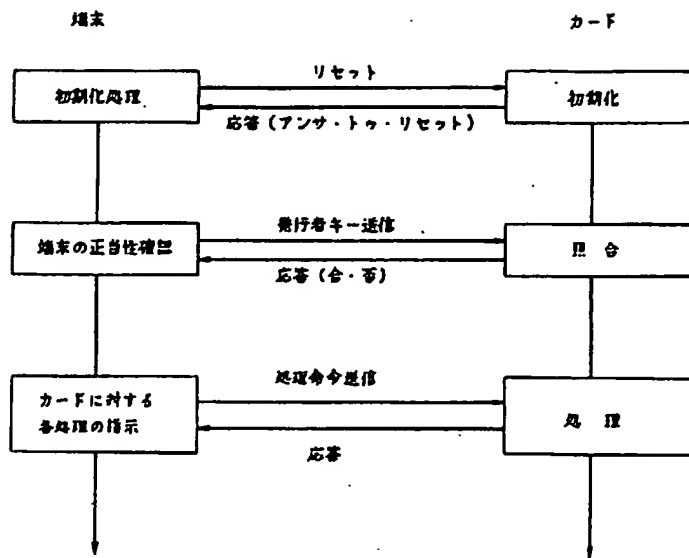 端末
カード
リセット
初期化処理
初期化
応答(アンサ・トゥ・リセット)
発行者キー送信
端末の正当性確認
照 合
応答(合・否)
処理命令送信
カードに対する
各処理の指示
処 理
応答